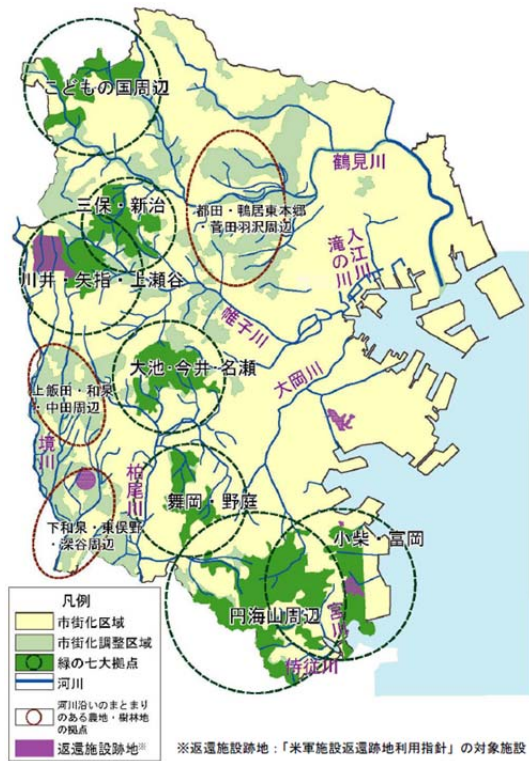 こどもの国周辺
鶴見川
三保・新治
都田・鴨居東本郷
・菅田羽沢周辺
入江川
滝の川
川井・矢指・上瀬谷
帷子川
大池・今井・名瀬
大岡川
上飯田・和泉
・中田周辺
境川
柏尾川
舞岡・野庭
下和泉・東俣野
・深谷周辺
小柴・富岡
円海山周辺
宮川
侍従川
凡例
市街化区域
市街化調整区域
緑の七大拠点
河川
河川沿いのまとまり
のある農地・樹林地
の拠点
返還施設跡地※
※返還施設跡地：「米軍施設返還跡地利用指針」の対象施設